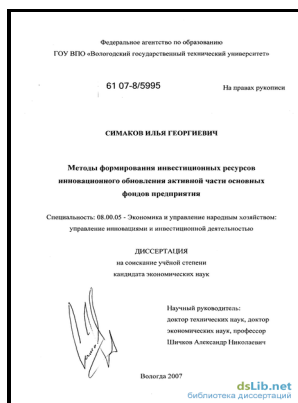 Федеральное агентство по образованию
ГОУ ВПО «Вологодский государственный технический университет»
61 07-8/5995
На правах рукописи
СИМАКОВ ИЛЬЯ ГЕОРГИЕВИЧ
Методы формирования инвестиционных ресурсов
инновационного обновления активной части основных
фондов предприятия
Специальность: 08.00.05 - Экономика и управление народным хозяйством:
управление инновациями и инвестиционной деятельностью
ДИССЕРТАЦИЯ
на соискание учёной степени
кандидата экономических наук
Научный руководитель:
доктор технических наук, доктор
экономических наук, профессор
Шичков Александр Николаевич
Вологда 2007
dslib.net
библиотека диссертаций